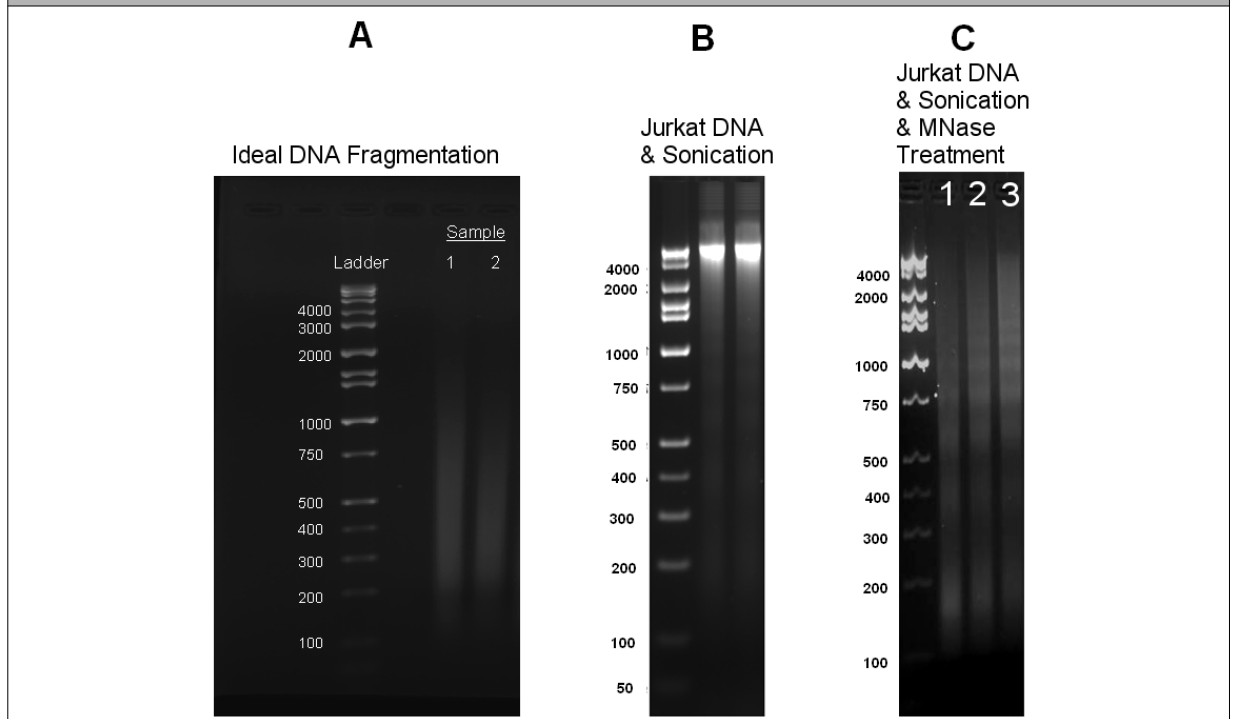 A
B
C
Ideal DNA Fragmentation
Jurkat DNA
& Sonication
Jurkat DNA
& Sonication
& MNase
Treatment
Sample
Ladder 1 2
4000
3000
2000
1000
750
500
400
300
200
100
4000
2000
1000
750
500
400
300
200
100
50
1 2 3
4000
2000
1000
750
500
400
300
200
100